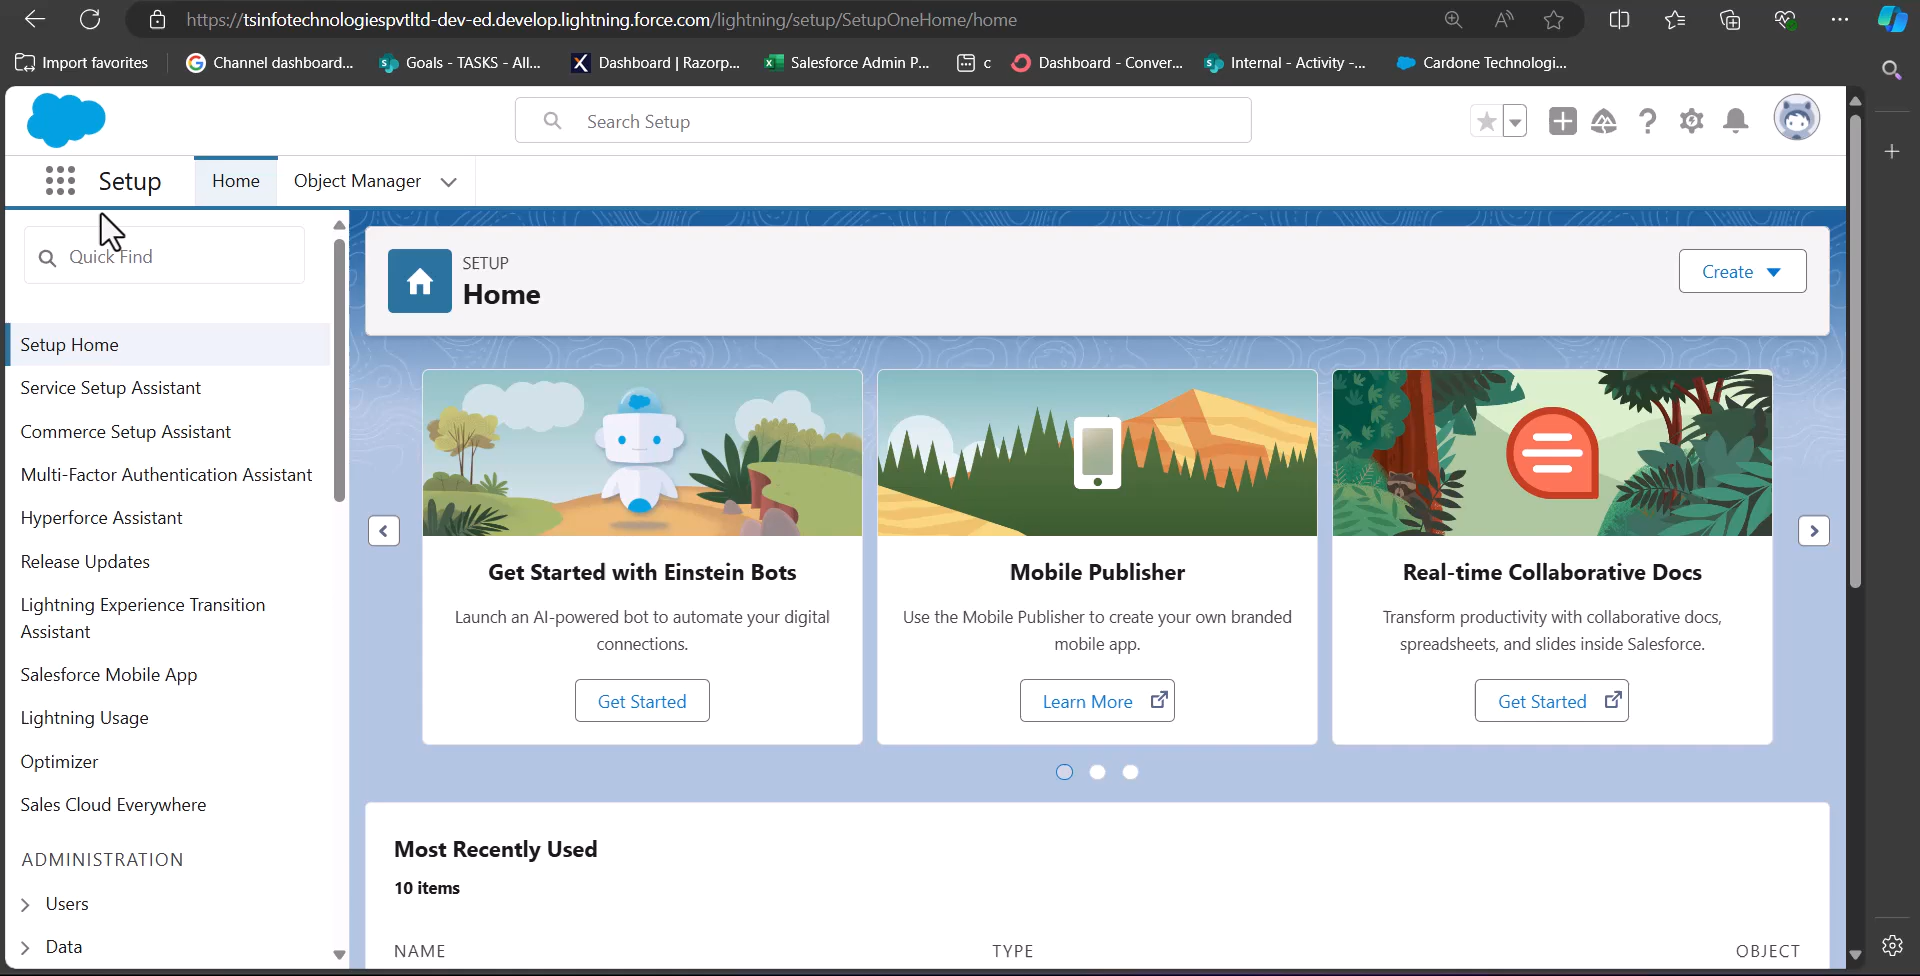 https://tsinfotechnologiespvtltd-dev-ed.develop.lightning.force.com/lightning/setup/SetupOneHome/home
Import favorites
Channel dashboard...
Goals - TASKS - All...
Dashboard | Razorp...
Salesforce Admin P...
c
Dashboard - Conver...
Internal - Activity -...
Cardone Technologi...
Search Setup
Setup
Home
Object Manager
Quick Find
SETUP
Home
Create
Setup Home
Service Setup Assistant
Commerce Setup Assistant
Multi-Factor Authentication Assistant
Hyperforce Assistant
Release Updates
Lightning Experience Transition
Assistant
Salesforce Mobile App
Lightning Usage
Optimizer
Sales Cloud Everywhere
ADMINISTRATION
Users
Data
Get Started with Einstein Bots
Launch an AI-powered bot to automate your digital
connections.
Get Started
Mobile Publisher
Use the Mobile Publisher to create your own branded
mobile app.
Learn More
Real-time Collaborative Docs
Transform productivity with collaborative docs,
spreadsheets, and slides inside Salesforce.
Get Started
Most Recently Used
10 items
NAME
TYPE
OBJECT